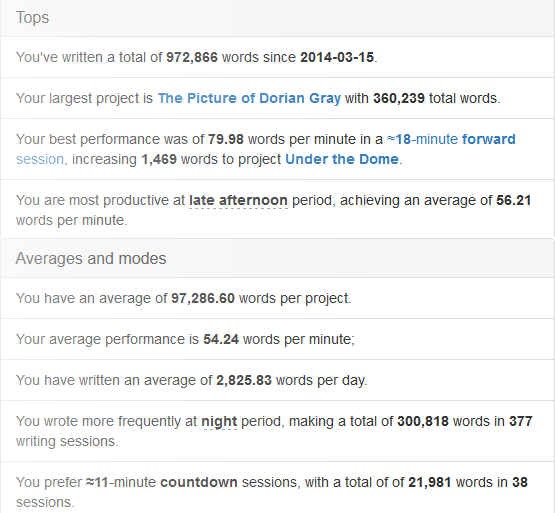 Tops
You've written a total of 972,866 words since 2014-03-15.
Your largest project is The Picture of Dorian Gray with 360,239 total words.
Your best performance was of 79.98 words per minute in a ≈18-minute forward
session, increasing 1,469 words to project Under the Dome.
You are most productive at late afternoon period, achieving an average of 56.21
words per minute.
Averages and modes
You have an average of 97,286.60 words per project.
Your average performance is 54.24 words per minute;
You have written an average of 2,825.83 words per day.
You wrote more frequently at night period, making a total of 300,818 words in 377
writing sessions.
You prefer ≈11-minute countdown sessions, with a total of of 21,981 words in 38
sessions.